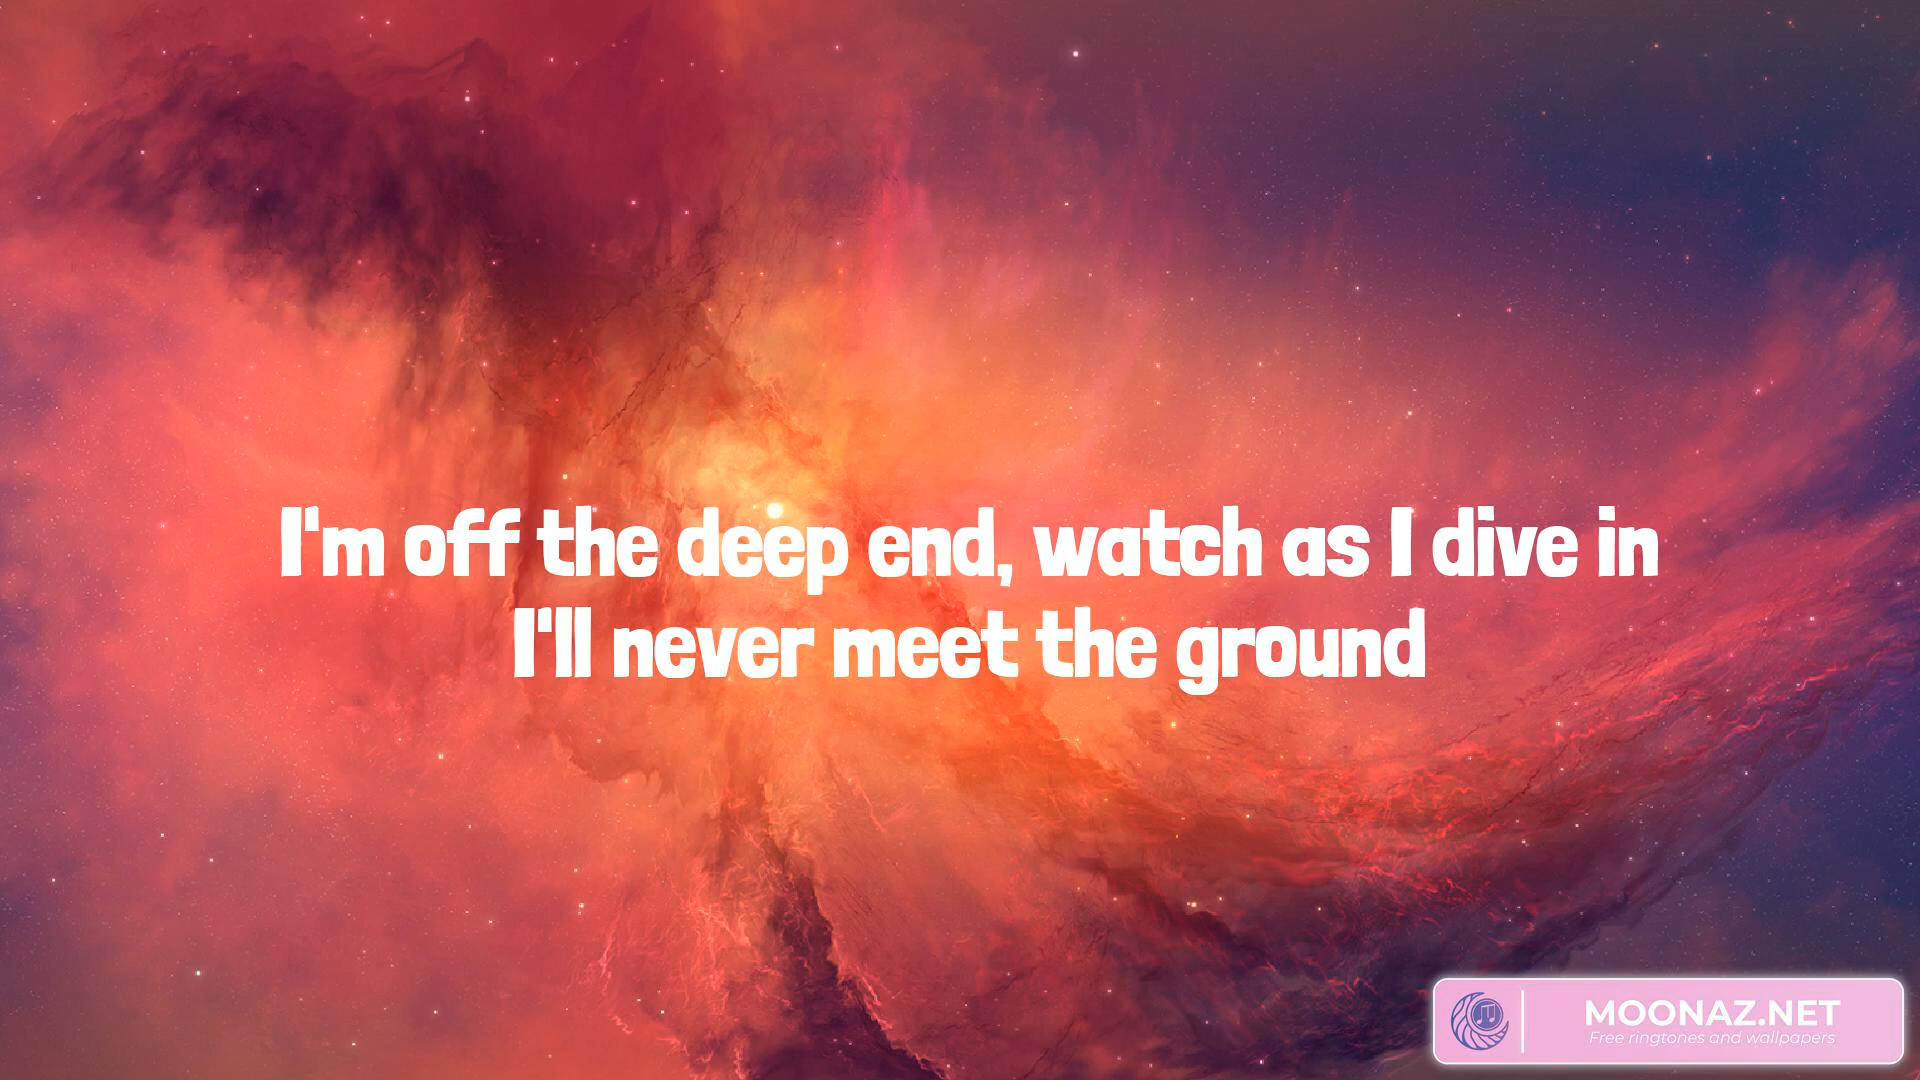 I'm off the deep end, watch as I dive in
I'll never meet the ground
MOONAZ.NET
Free ringtones and wallpapers